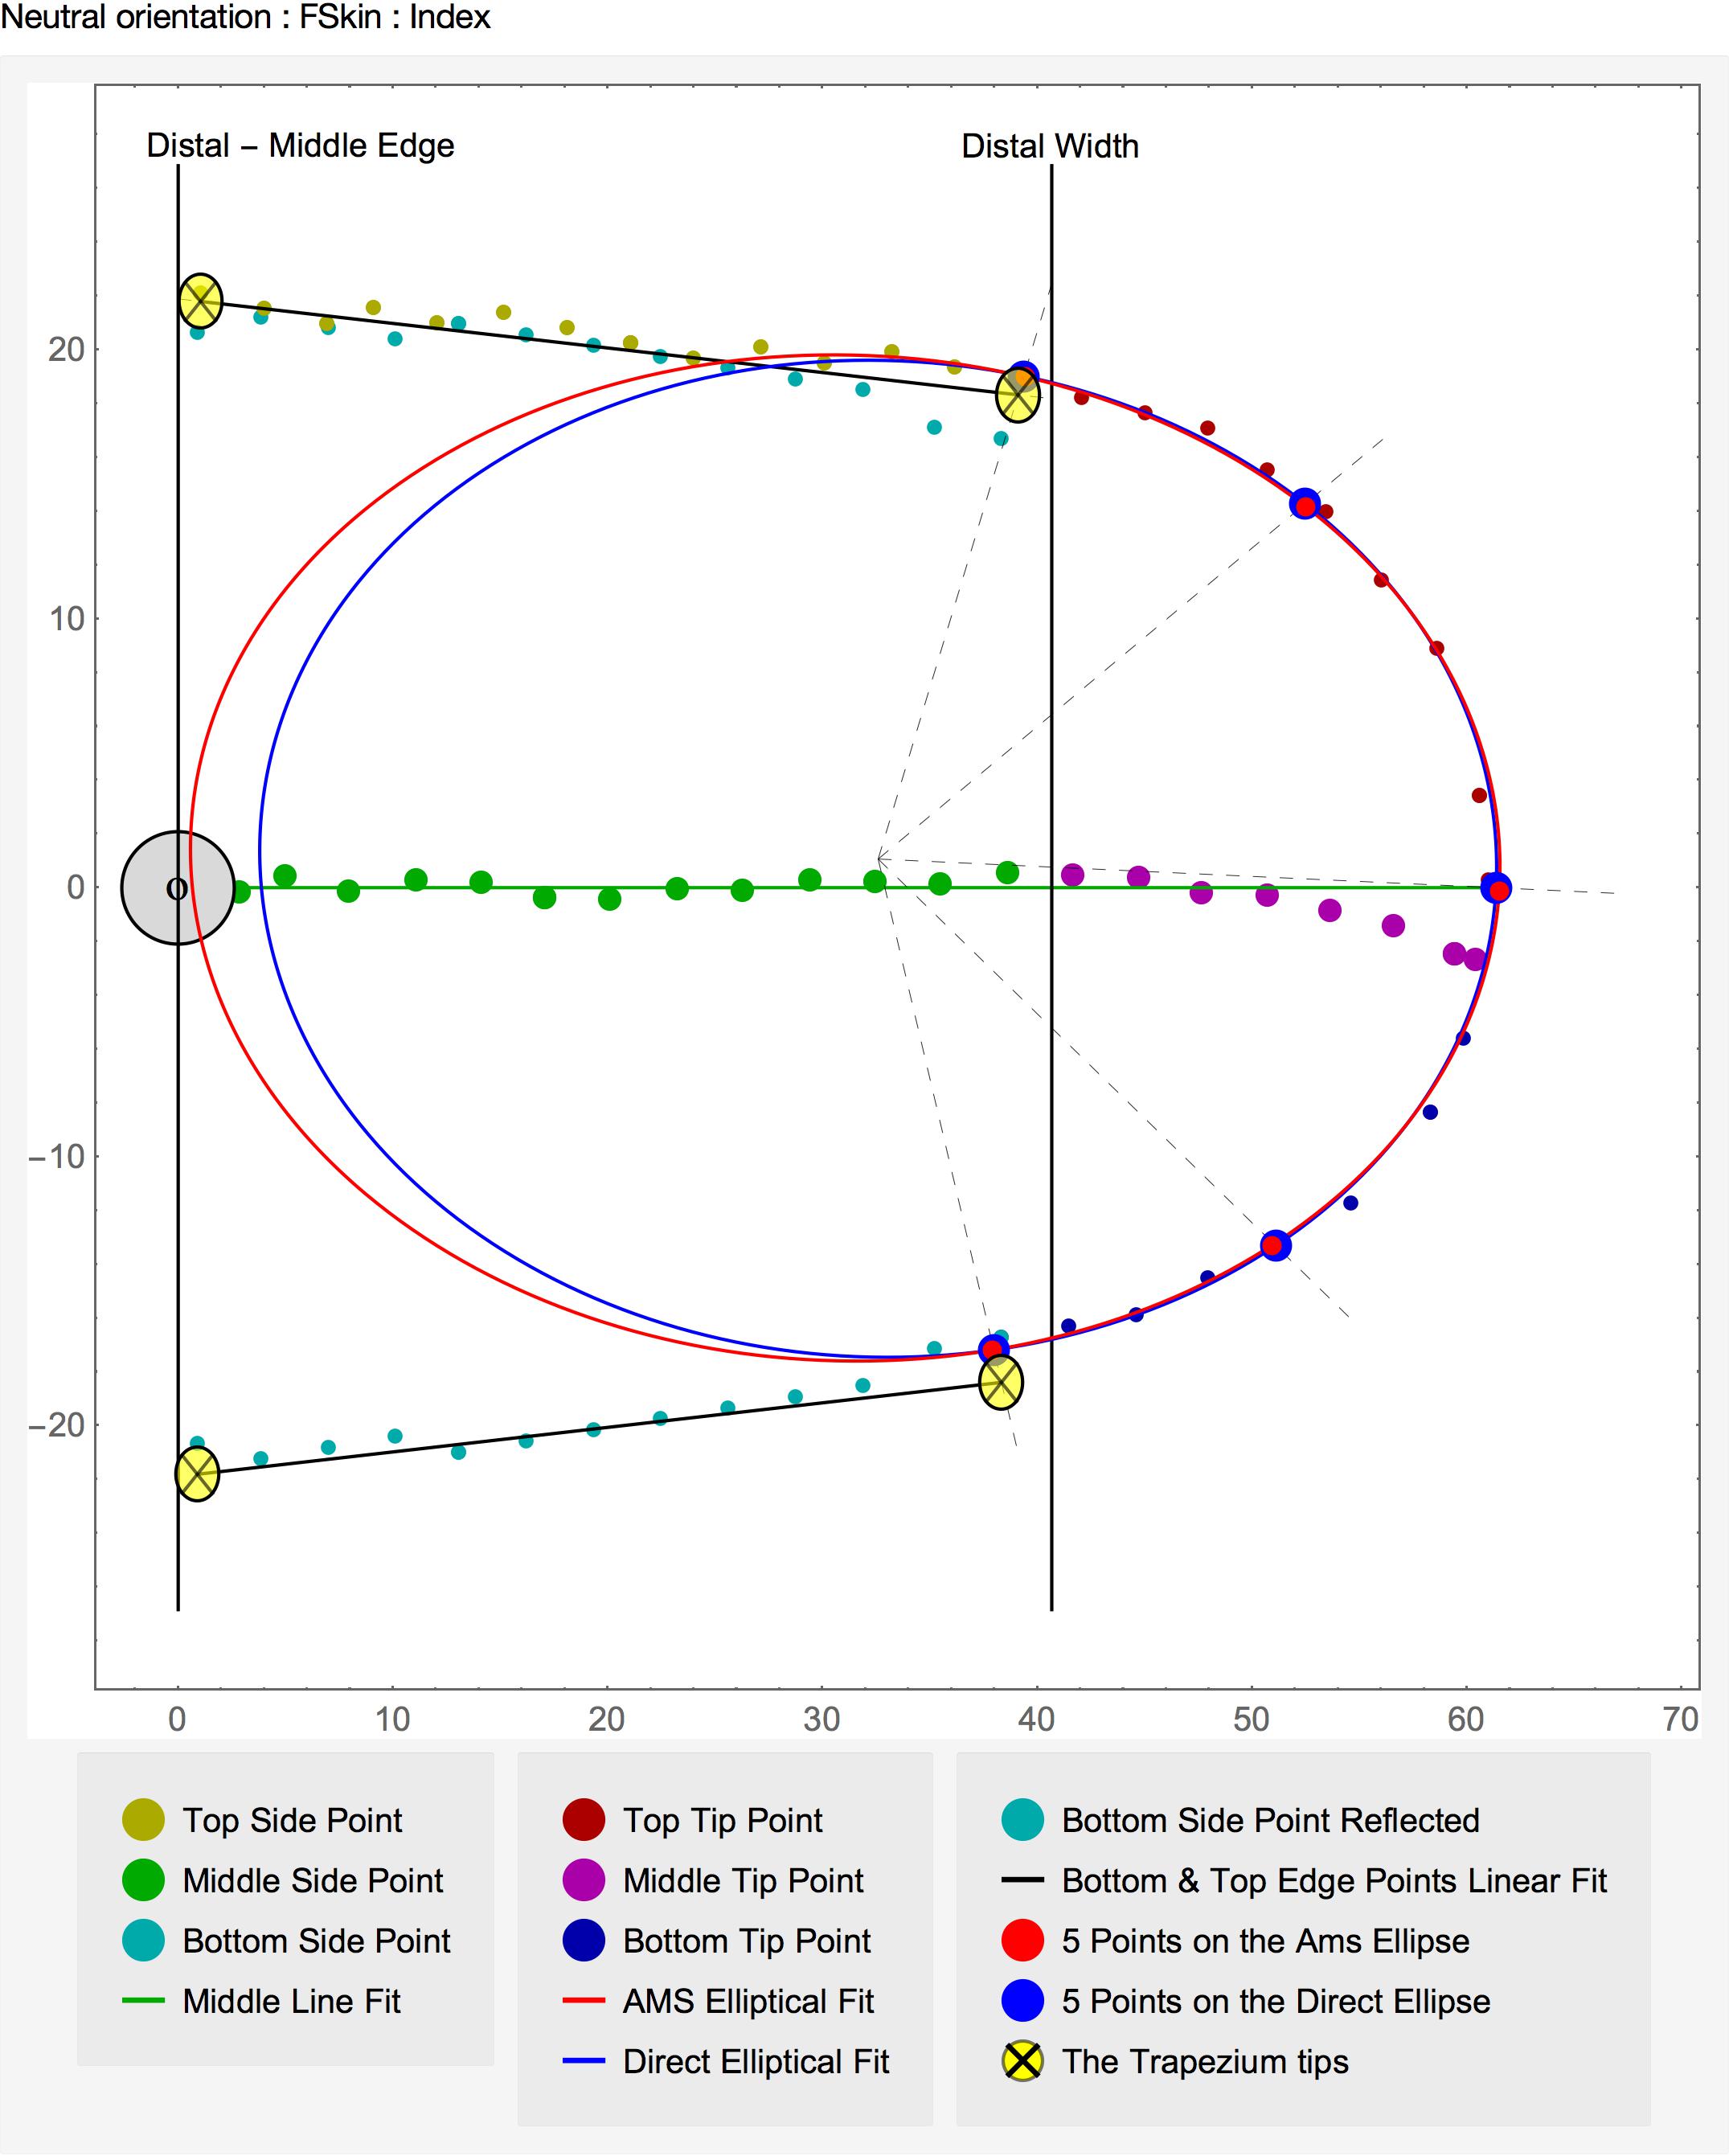 Neutral orientation : FSkin : Index
Distal – Middle Edge
Distal Width
20
10
0
O
−10
−20
0 10 20 30 40 50 60 70
Top Side Point
Middle Side Point
Bottom Side Point
Middle Line Fit
Top Tip Point
Middle Tip Point
Bottom Tip Point
AMS Elliptical Fit
Direct Elliptical Fit
Bottom Side Point Reflected
Bottom & Top Edge Points Linear Fit
5 Points on the Ams Ellipse
5 Points on the Direct Ellipse
The Trapezium tips